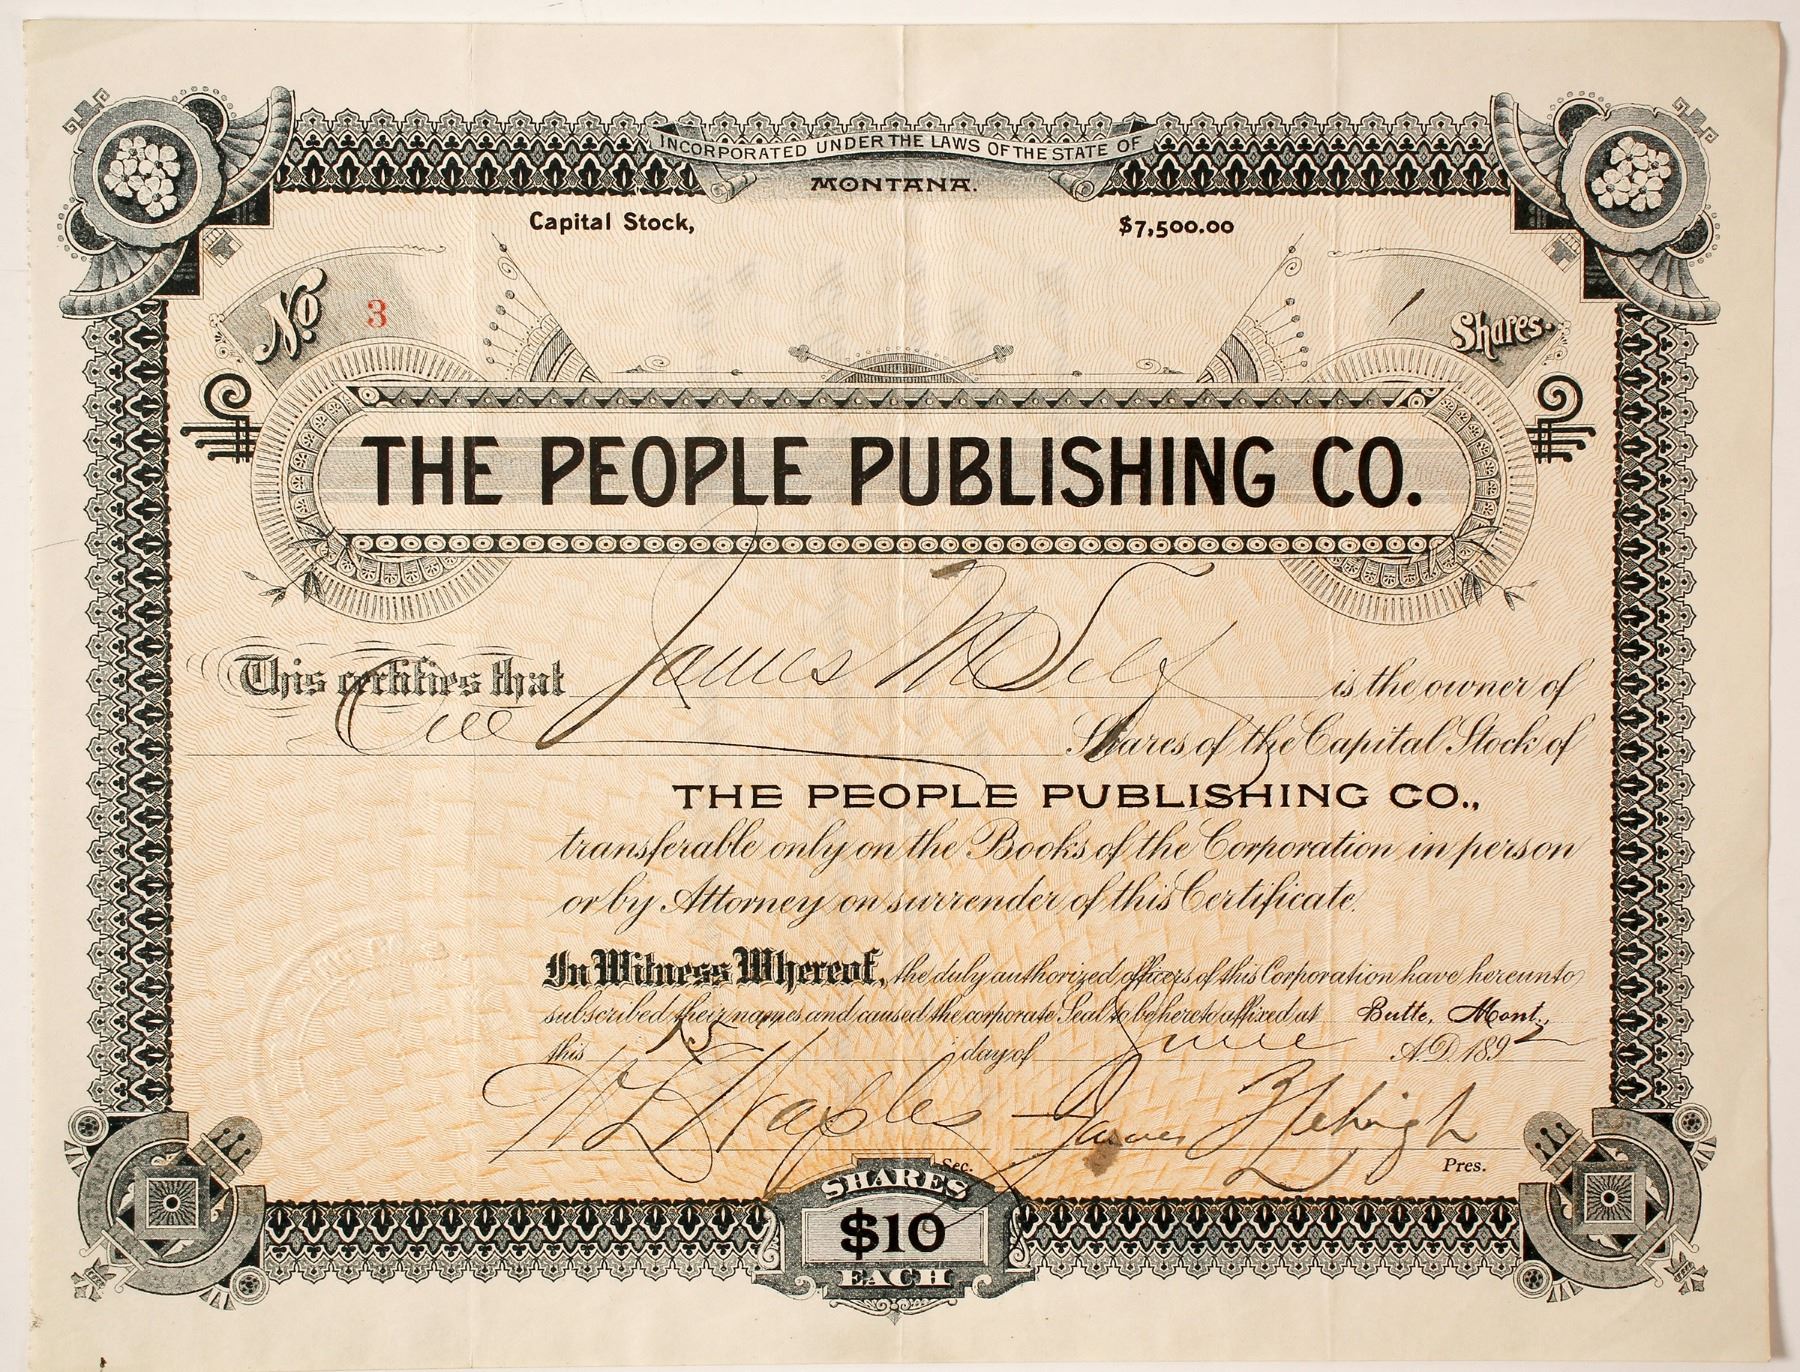 INCORPORATED UNDER THE LAWS OF THE STATE OF
MONTANA.
Capital Stock, $7,500.00
No 3
1 Shares.
THE PEOPLE PUBLISHING CO.
This certifies that James is the owner of
One Shares of the Capital Stock of
THE PEOPLE PUBLISHING CO.,
transferable only on the Books of the Corporation in person
or by Attorney on surrender of this Certificate.
In Witness Whereof, the duly authorized officers of this Corporation have hereunto
subscribed their names and caused the corporate Seal to be hereto affixed at Butte, Mont.,
this 15 day of June A.D. 1892
James
Sec. Pres.
SHARES
$10
EACH